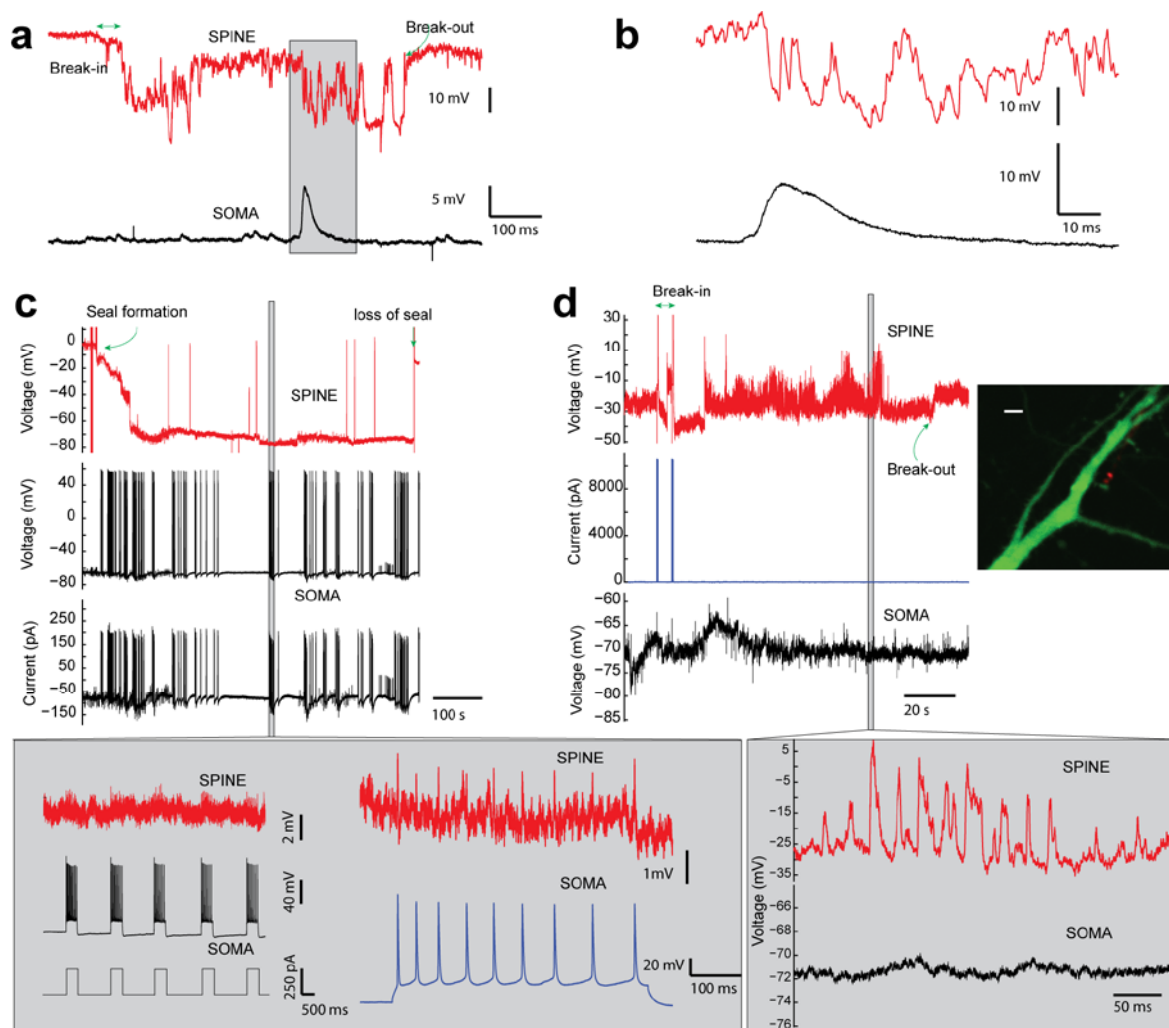 a
Break-in
SPINE
Break-out
10 mV
SOMA
5 mV
100 ms
b
10 mV
10 mV
10 ms
c
Seal formation
loss of seal
SPINE
Voltage (mV)
0
−20
−40
−60
−80
Voltage (mV)
40
0
−40
−80
SOMA
Current (pA)
250
150
50
−50
−150
100 s
d
Break-in
SPINE
Voltage (mV)
30
10
−10
−30
−50
Break-out
Current (pA)
8000
4000
0
SOMA
Voltage (mV)
−60
−65
−70
−75
−80
−85
20 s
SPINE
2 mV
40 mV
SOMA
250 pA
500 ms
SPINE
1mV
SOMA
20 mV
100 ms
Voltage (mV)
5
−5
−15
−25
−35
SPINE
−66
−68
−70
−72
−74
−76
SOMA
50 ms